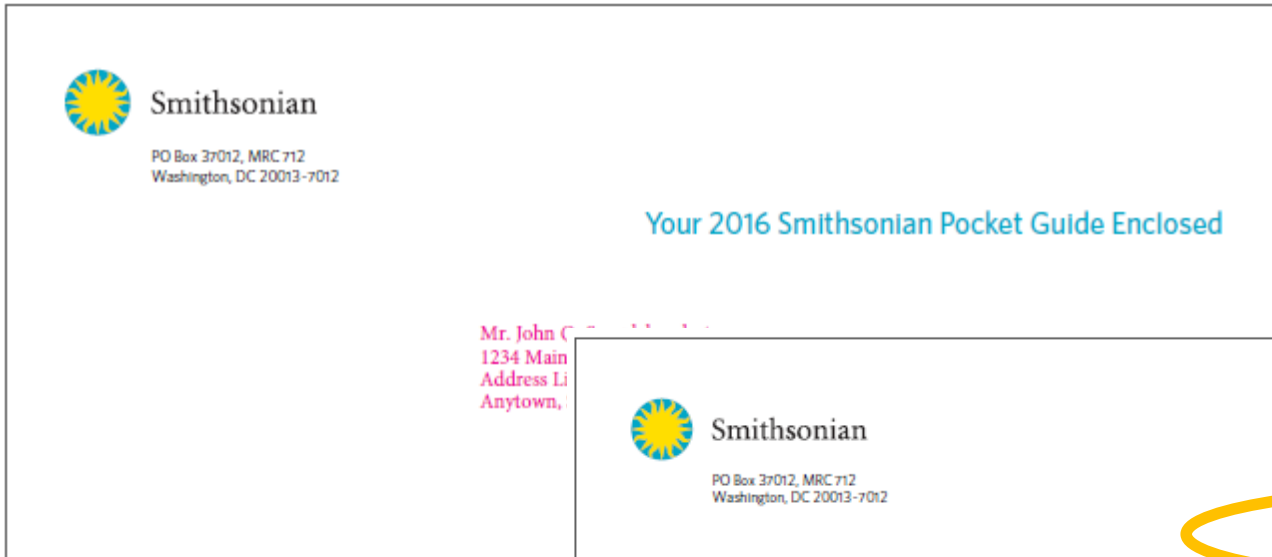 Smithsonian
PO Box 37012, MRC 712
Washington, DC 20013-7012
Your 2016 Smithsonian Pocket Guide Enclosed
Mr. John
1234 Main
Address
Anytown,
Smithsonian
PO Box 37012, MRC 712
Washington, DC 20013-7012